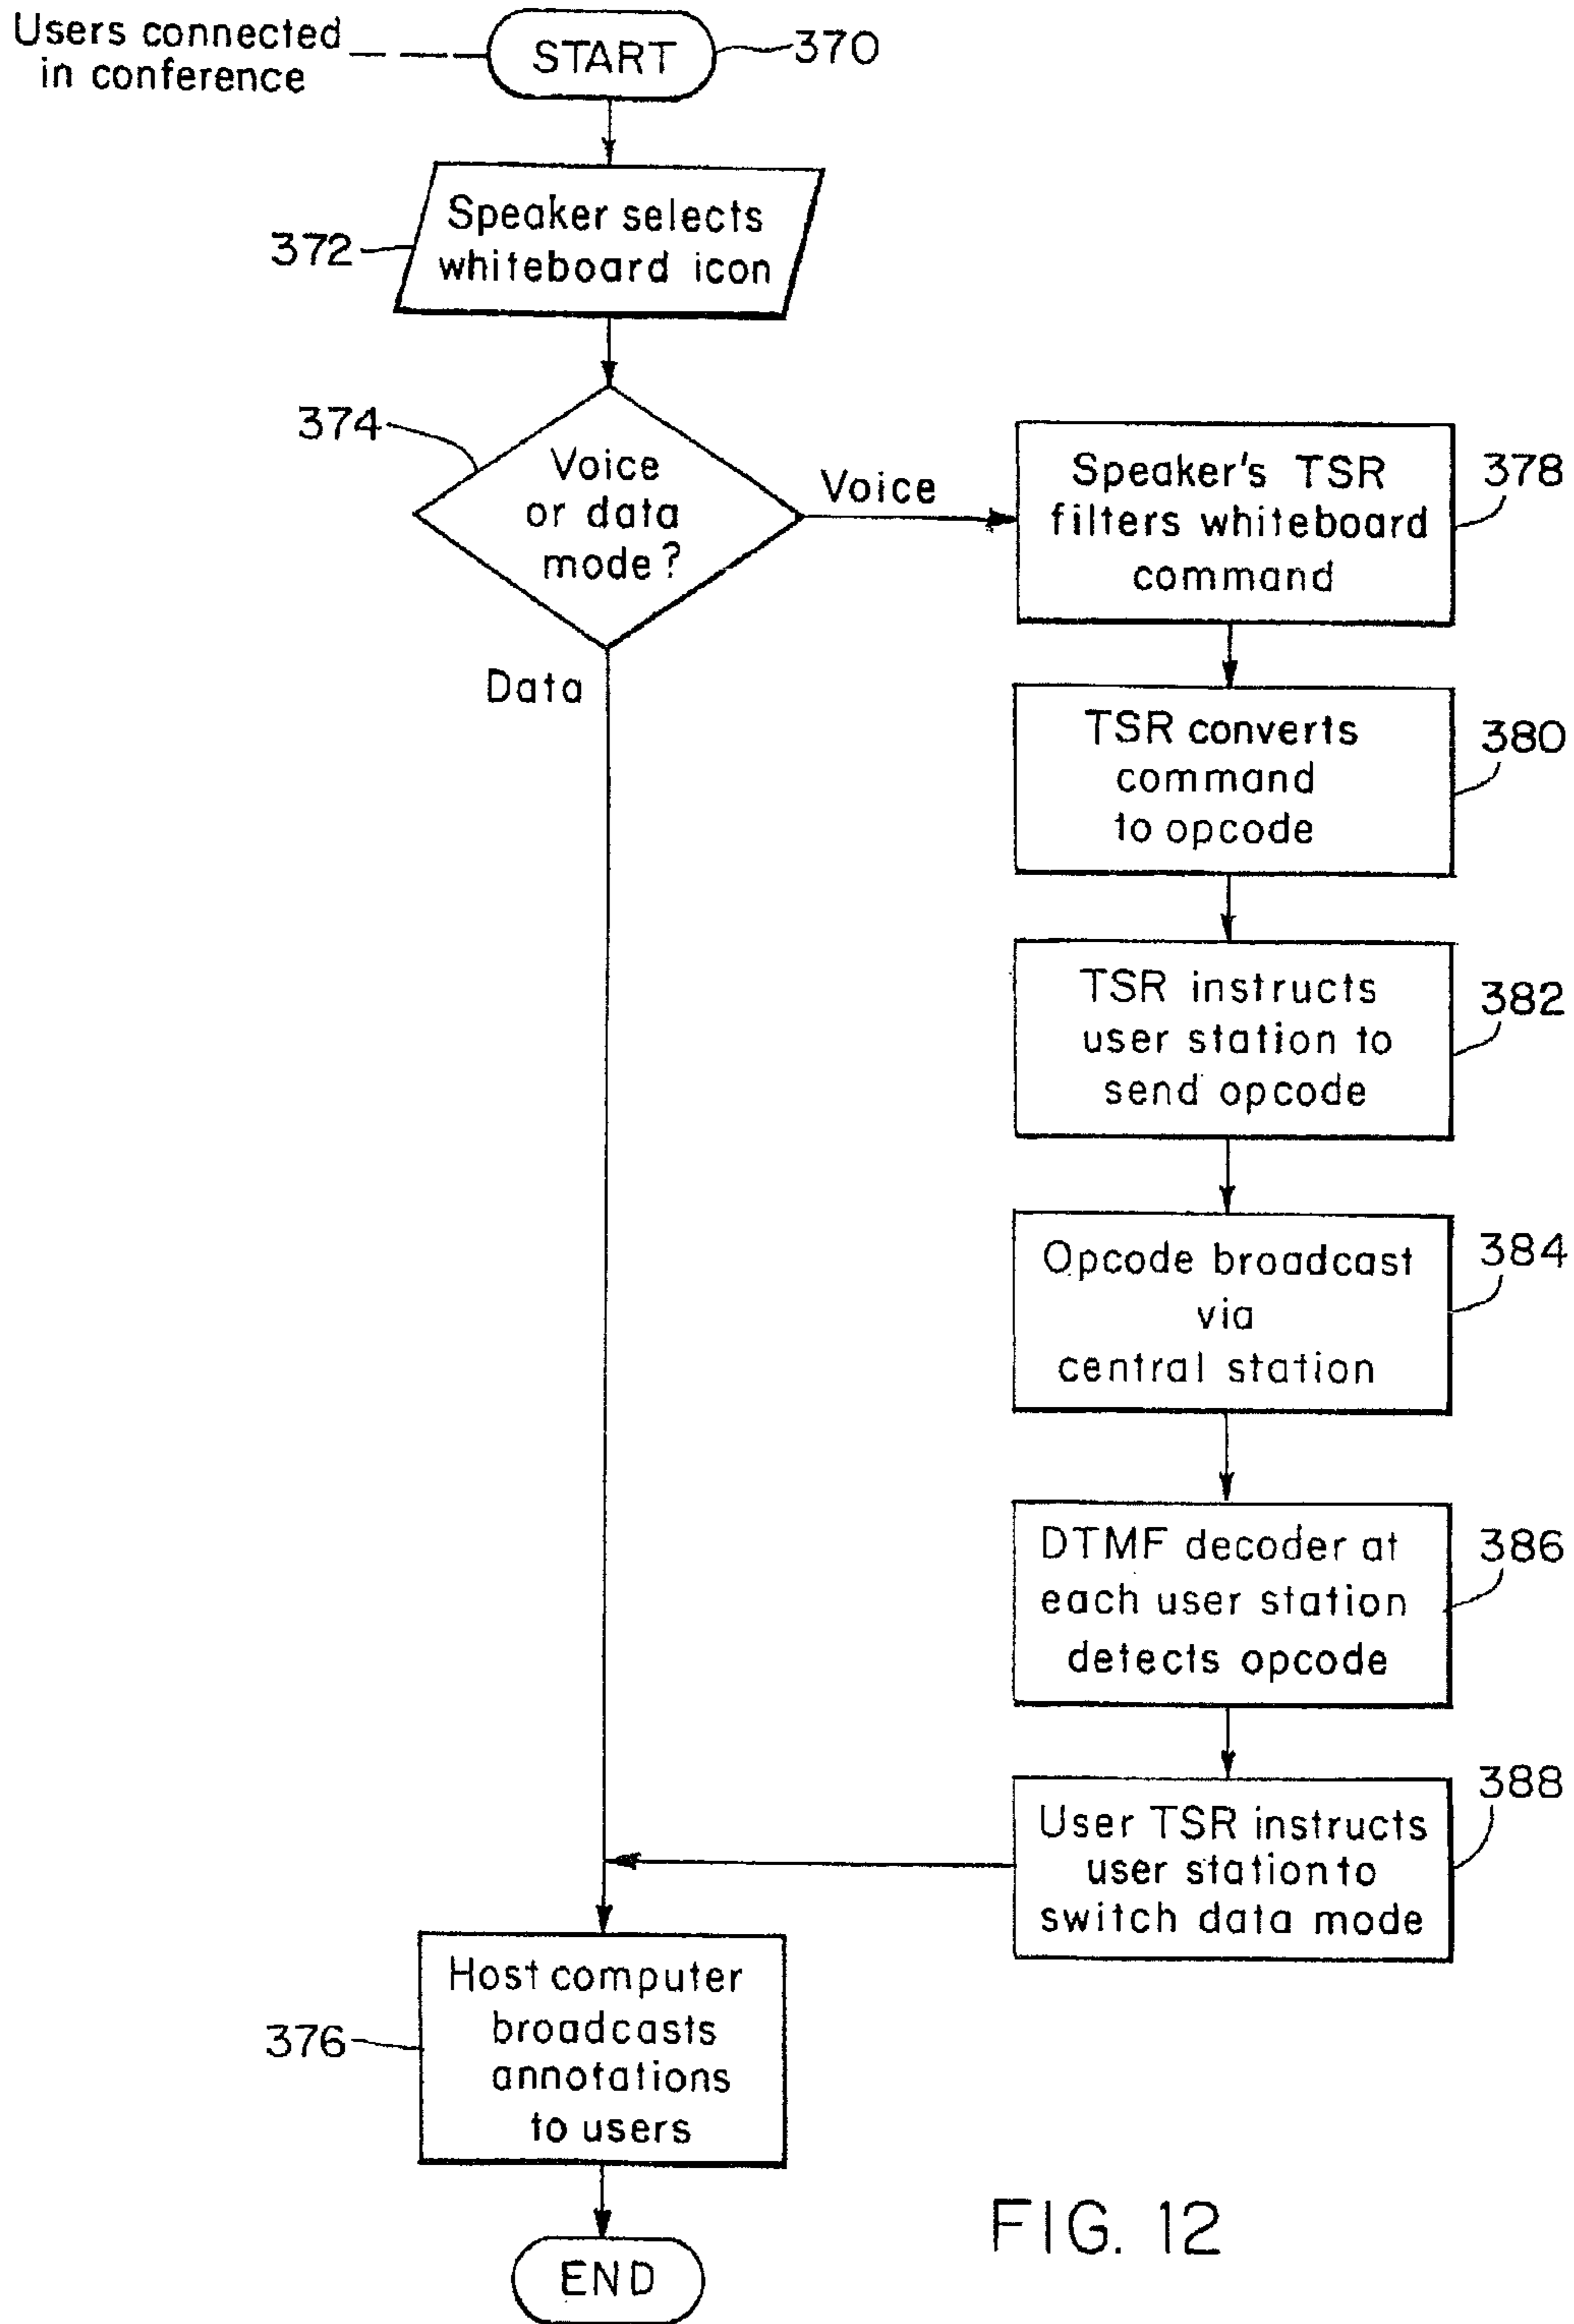 Users connected
in conference
START
370
Speaker selects
whiteboard icon
372
374
Voice
or data
mode?
Voice
Data
Speaker's TSR
filters whiteboard
command
378
TSR converts
command
to opcode
380
TSR instructs
user station to
send opcode
382
Opcode broadcast
via
central station
384
DTMF decoder at
each user station
detects opcode
386
User TSR instructs
user station to
switch data mode
388
Host computer
broadcasts
annotations
to users
376
END
FIG. 12